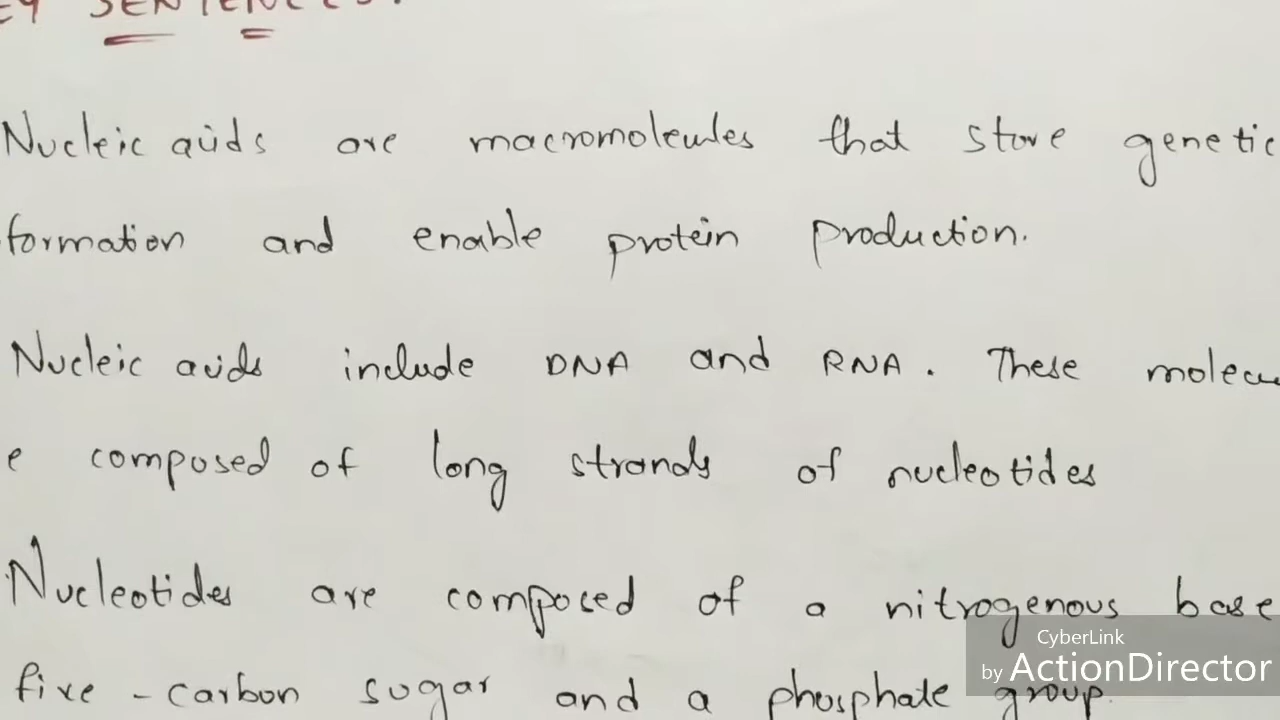 EY SENTENCES:
Nucleic acids are macromolecules that store genetic
formation and enable protein production.
Nucleic acids include DNA and RNA. These molecu
e composed of long strands of nucleotides
Nucleotides are composed of a nitrogenous base
five-carbon sugar and a phosphate group.
CyberLink
by ActionDirector